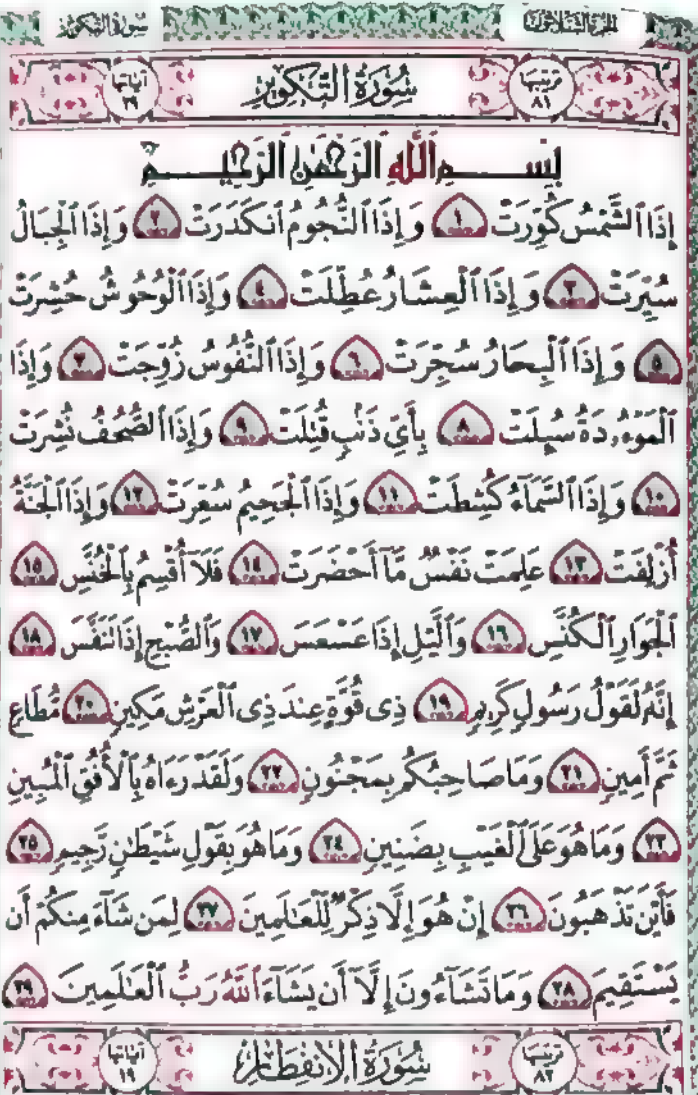 الجزء الثلاثون سورة التكوير
ترتيبها ٨١ سُورَةُ التَّكْوِيرِ آياتها ٢٩
بِسْمِ ٱللَّهِ ٱلرَّحْمَٰنِ ٱلرَّحِيمِ
إِذَا ٱلشَّمْسُ كُوِّرَتْ ١ وَإِذَا ٱلنُّجُومُ ٱنكَدَرَتْ ٢ وَإِذَا ٱلْجِبَالُ
سُيِّرَتْ ٣ وَإِذَا ٱلْعِشَارُ عُطِّلَتْ ٤ وَإِذَا ٱلْوُحُوشُ حُشِرَتْ
٥ وَإِذَا ٱلْبِحَارُ سُجِّرَتْ ٦ وَإِذَا ٱلنُّفُوسُ زُوِّجَتْ ٧ وَإِذَا
ٱلْمَوْءُۥدَةُ سُئِلَتْ ٨ بِأَىِّ ذَنۢبٍ قُتِلَتْ ٩ وَإِذَا ٱلصُّحُفُ نُشِرَتْ
١٠ وَإِذَا ٱلسَّمَآءُ كُشِطَتْ ١١ وَإِذَا ٱلْجَحِيمُ سُعِّرَتْ ١٢ وَإِذَا ٱلْجَنَّةُ
أُزْلِفَتْ ١٣ عَلِمَتْ نَفْسٌ مَّآ أَحْضَرَتْ ١٤ فَلَآ أُقْسِمُ بِٱلْخُنَّسِ ١٥
ٱلْجَوَارِ ٱلْكُنَّسِ ١٦ وَٱلَّيْلِ إِذَا عَسْعَسَ ١٧ وَٱلصُّبْحِ إِذَا تَنَفَّسَ ١٨
إِنَّهُۥ لَقَوْلُ رَسُولٍ كَرِيمٍ ١٩ ذِى قُوَّةٍ عِندَ ذِى ٱلْعَرْشِ مَكِينٍ ٢٠ مُّطَاعٍ
ثَمَّ أَمِينٍ ٢١ وَمَا صَاحِبُكُم بِمَجْنُونٍ ٢٢ وَلَقَدْ رَءَاهُ بِٱلْأُفُقِ ٱلْمُبِينِ
٢٣ وَمَا هُوَ عَلَى ٱلْغَيْبِ بِضَنِينٍ ٢٤ وَمَا هُوَ بِقَوْلِ شَيْطَٰنٍ رَّجِيمٍ ٢٥
فَأَيْنَ تَذْهَبُونَ ٢٦ إِنْ هُوَ إِلَّا ذِكْرٌ لِّلْعَٰلَمِينَ ٢٧ لِمَن شَآءَ مِنكُمْ أَن
يَسْتَقِيمَ ٢٨ وَمَا تَشَآءُونَ إِلَّآ أَن يَشَآءَ ٱللَّهُ رَبُّ ٱلْعَٰلَمِينَ ٢٩
ترتيبها ٨٢ سُورَةُ الانفِطَارِ آياتها ١٩